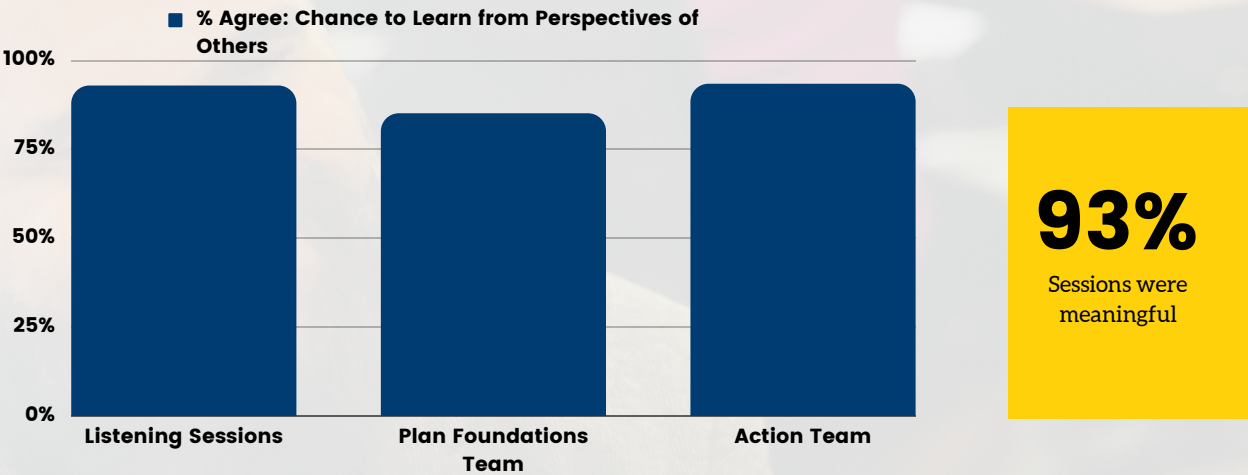 % Agree: Chance to Learn from Perspectives of
Others
100%
75%
50%
25%
0%
Listening Sessions
Plan Foundations
Team
Action Team
93%
Sessions were
meaningful